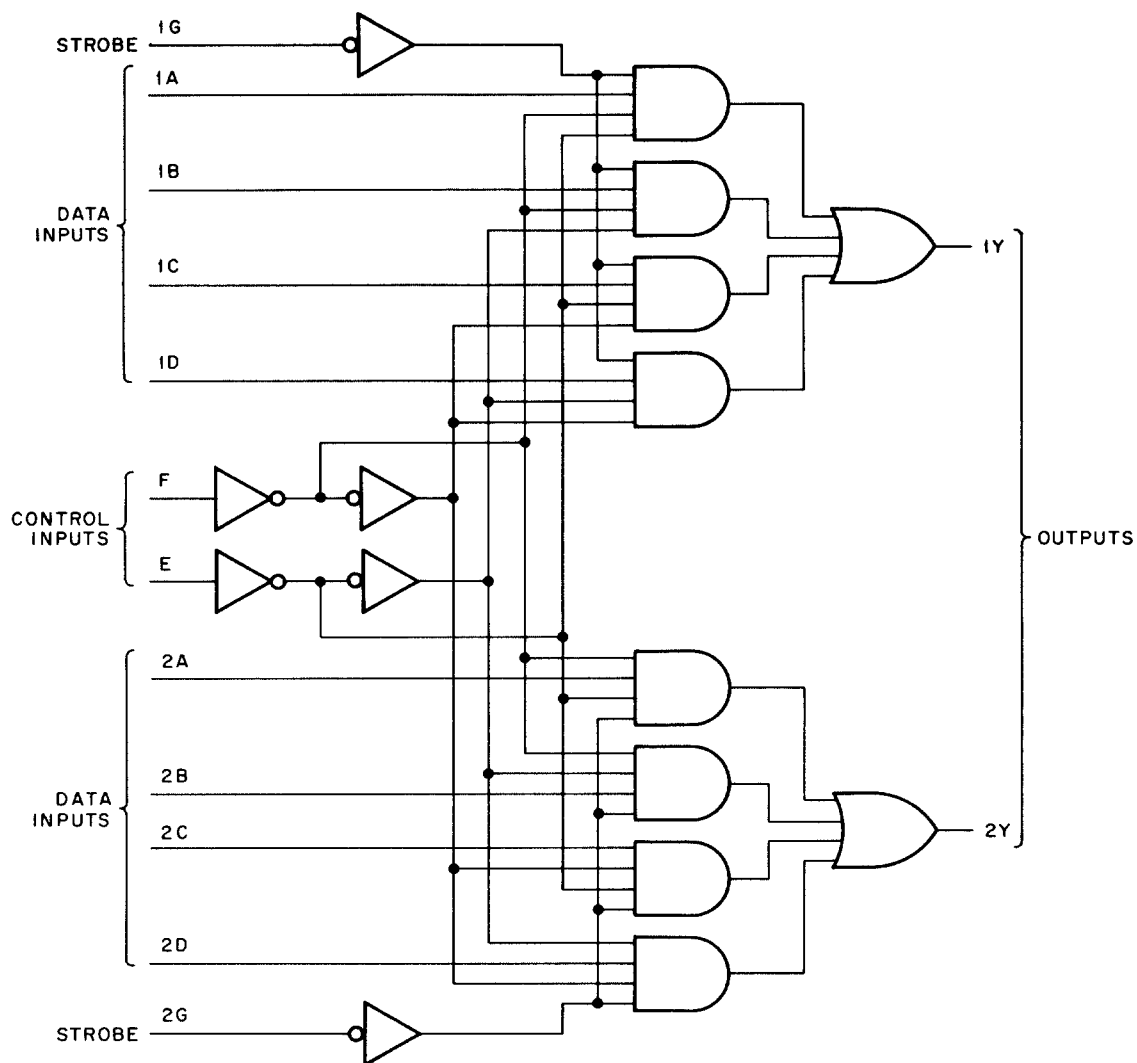 1G
STROBE
1A
1B
DATA
INPUTS
1C
1Y
1D
F
CONTROL
INPUTS
OUTPUTS
E
2A
2B
DATA
INPUTS
2C
2Y
2D
2G
STROBE